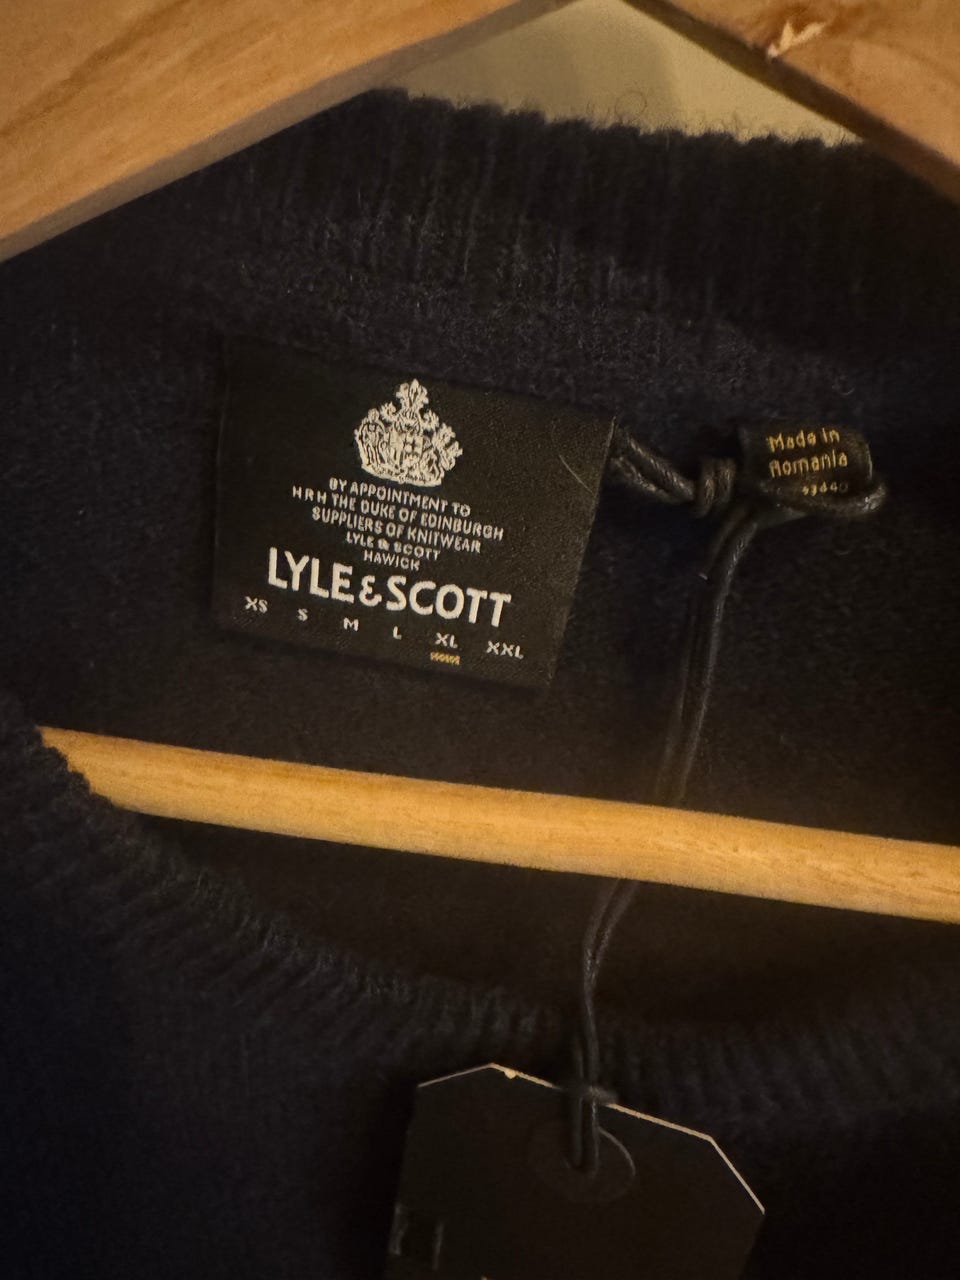 BY APPOINTMENT TO
HRH THE DUKE OF EDINBURGH
SUPPLIERS OF KNITWEAR
LYLE & SCOTT
HAWICK
LYLE & SCOTT
XS S M L XL XXL
Made in
Romania